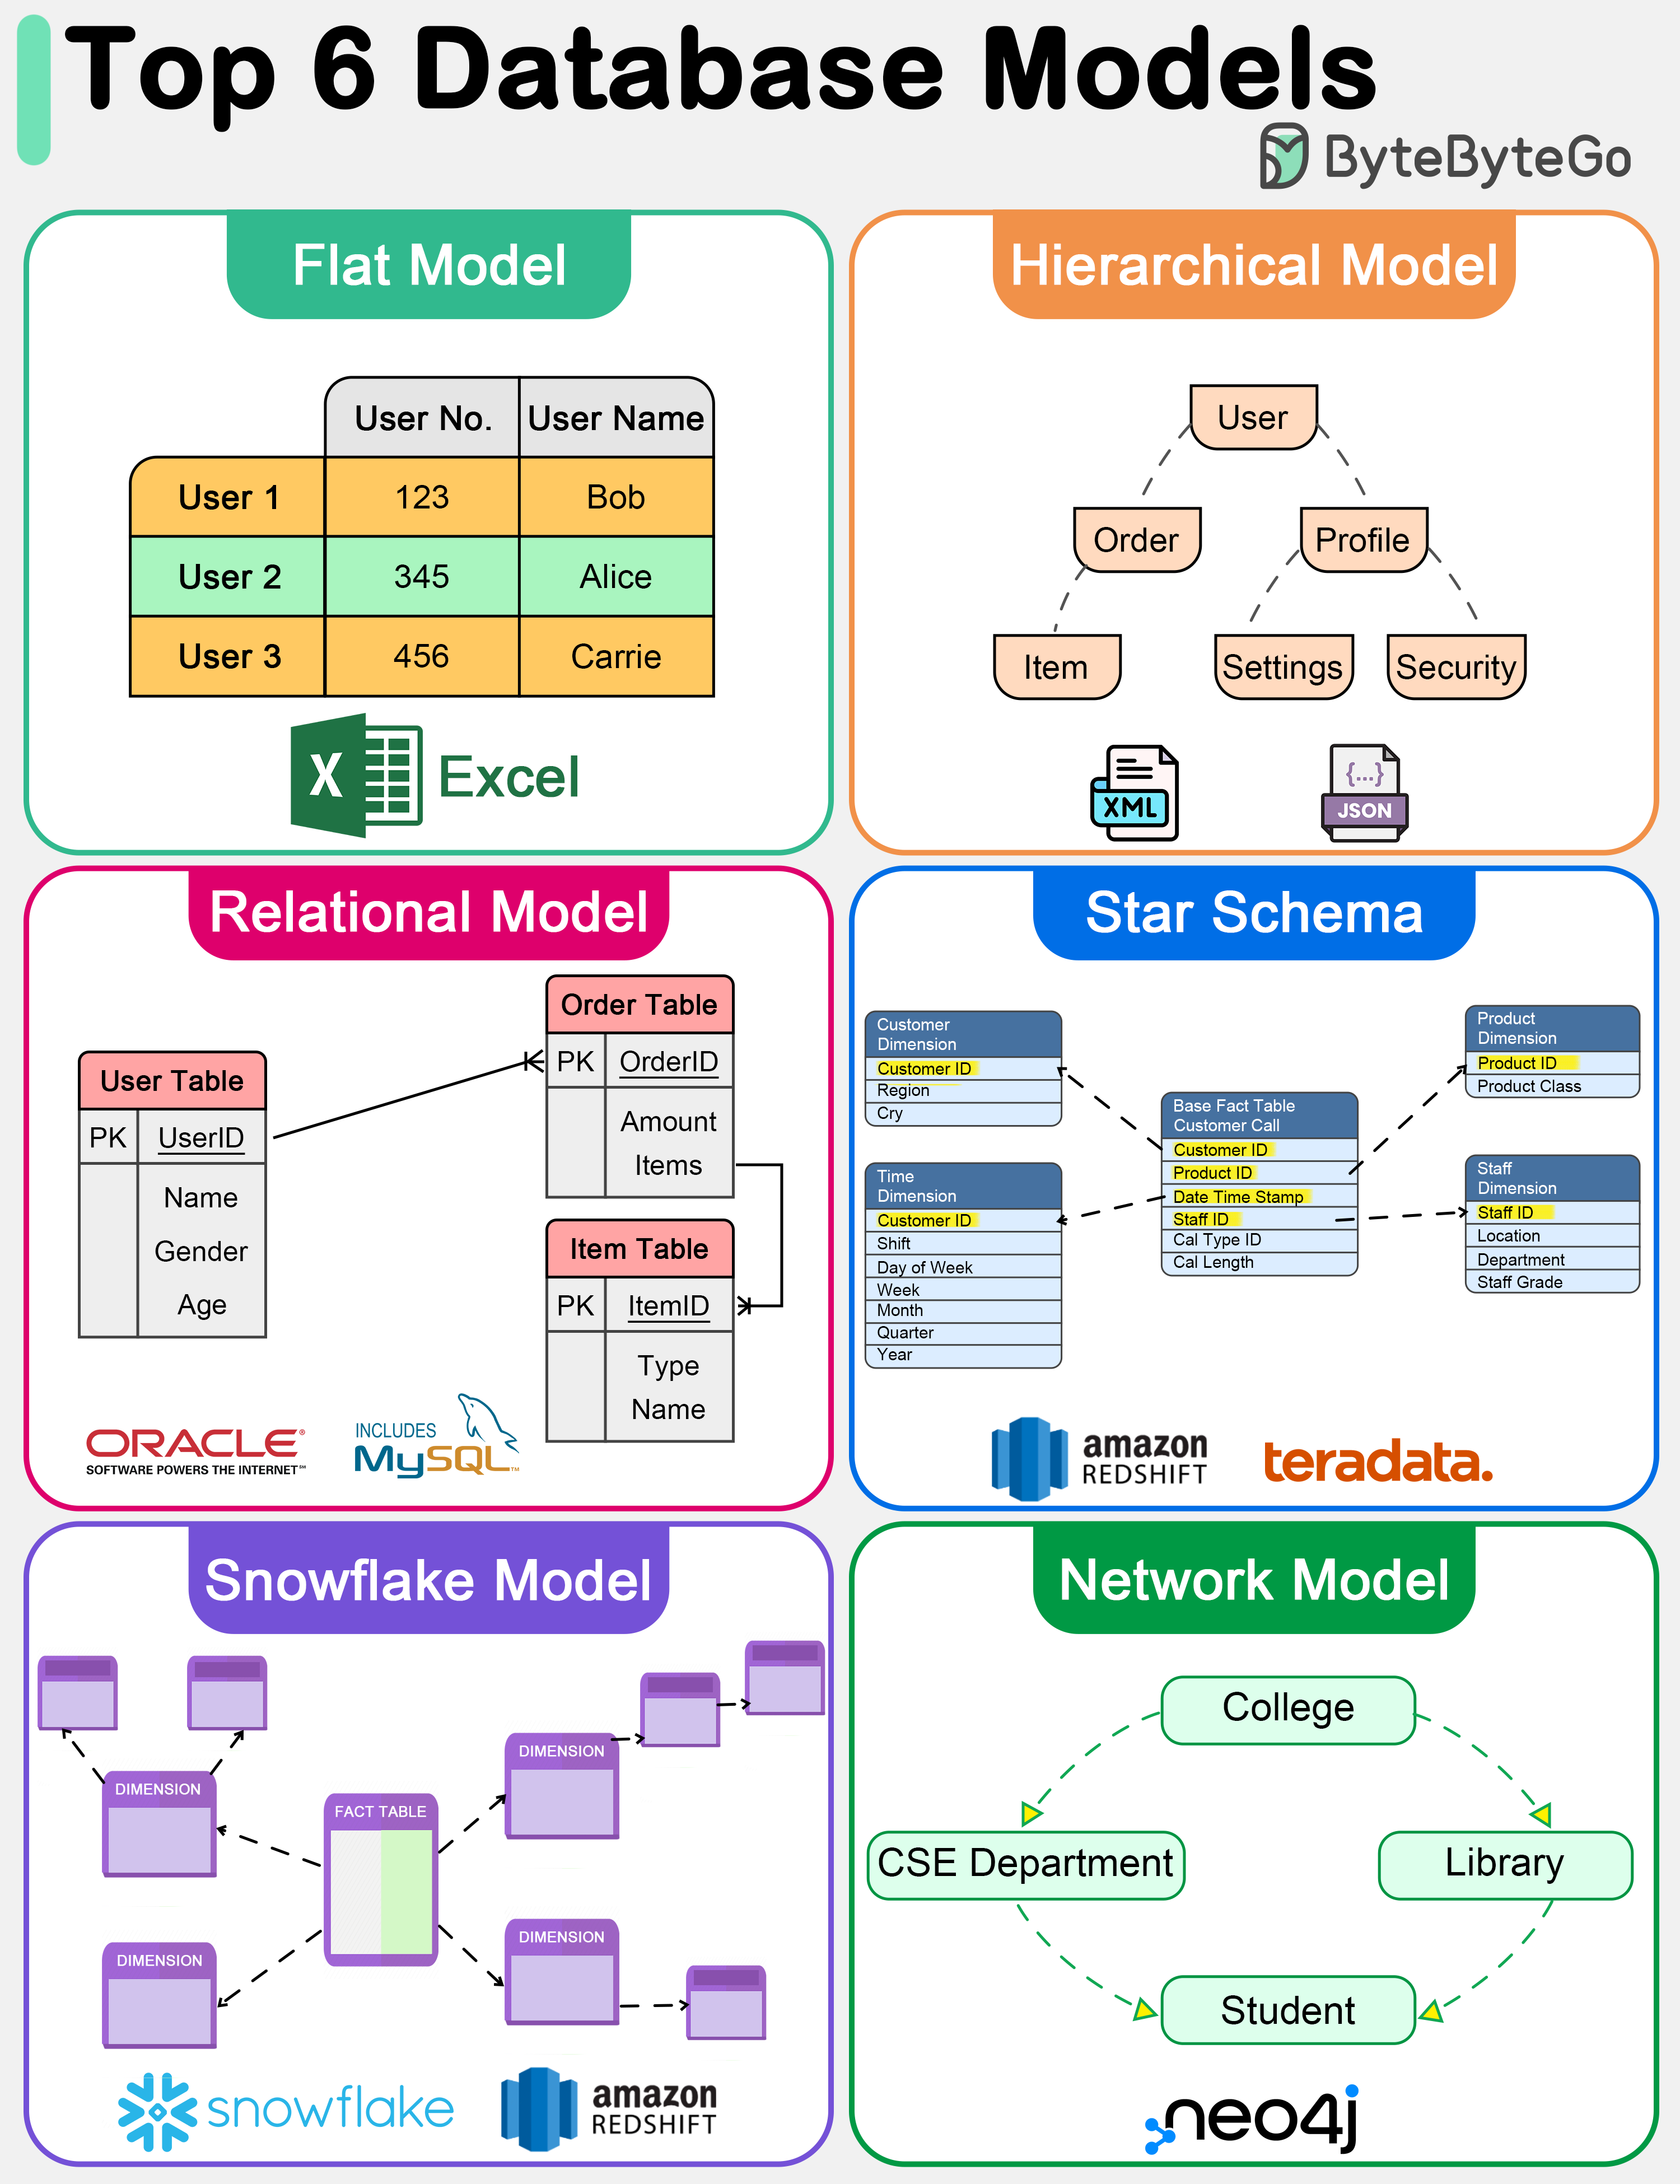 Top 6 Database Models
ByteByteGo
Flat Model
User No. User Name
User 1 123 Bob
User 2 345 Alice
User 3 456 Carrie
X Excel
Hierarchical Model
User
Order Profile
Item Settings Security
XML
{...}
JSON
Relational Model
User Table
PK UserID
Name
Gender
Age
Order Table
PK OrderID
Amount
Items
Item Table
PK ItemID
Type
Name
ORACLE®
SOFTWARE POWERS THE INTERNET™
INCLUDES
MySQL™
Star Schema
Customer
Dimension
Customer ID
Region
Cry
Time
Dimension
Customer ID
Shift
Day of Week
Week
Month
Quarter
Year
Base Fact Table
Customer Call
Customer ID
Product ID
Date Time Stamp
Staff ID
Cal Type ID
Cal Length
Product
Dimension
Product ID
Product Class
Staff
Dimension
Staff ID
Location
Department
Staff Grade
amazon
REDSHIFT
teradata.
Snowflake Model
DIMENSION
DIMENSION
FACT TABLE
DIMENSION
DIMENSION
snowflake
amazon
REDSHIFT
Network Model
College
CSE Department Library
Student
neo4j